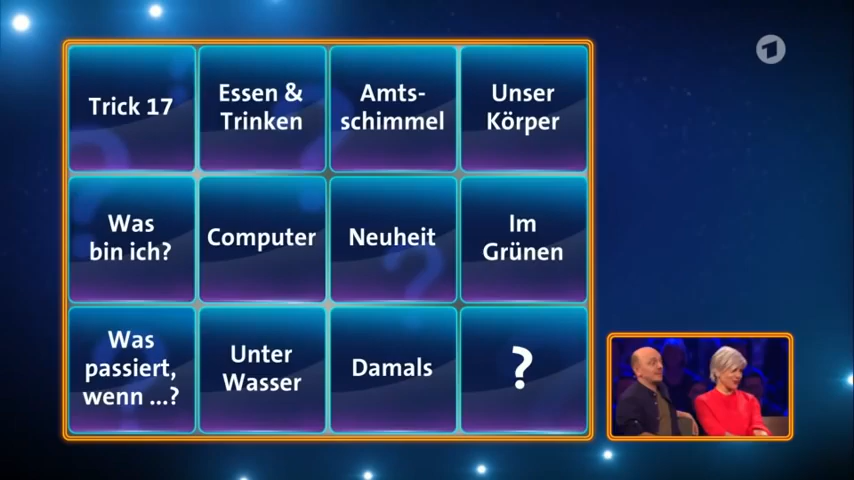 Trick 17
Essen &
Trinken
Amts-
schimmel
Unser
Körper
Was
bin ich?
Computer
Neuheit
Im
Grünen
Was
passiert,
wenn ...?
Unter
Wasser
Damals
?
1